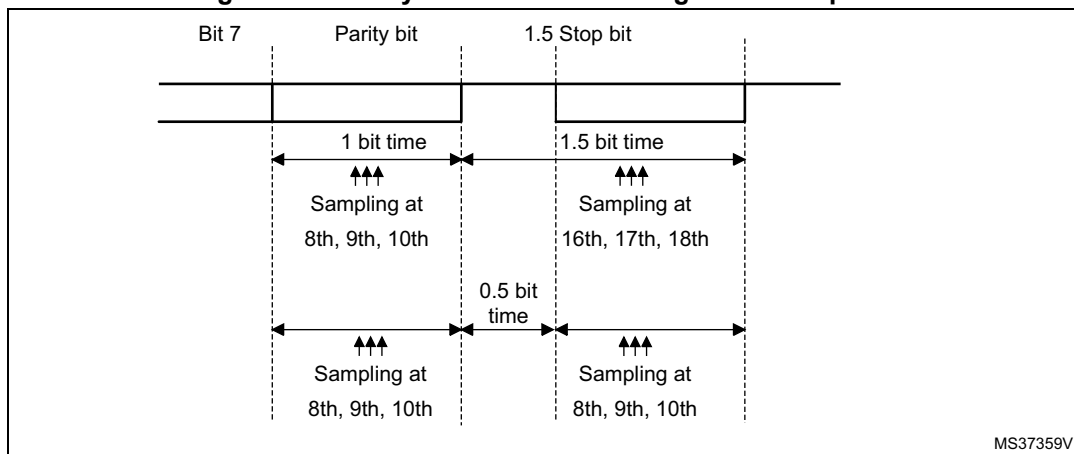 Bit 7 Parity bit 1.5 Stop bit
1 bit time 1.5 bit time
Sampling at Sampling at
8th, 9th, 10th 16th, 17th, 18th
0.5 bit
time
Sampling at Sampling at
8th, 9th, 10th 8th, 9th, 10th
MS37359V